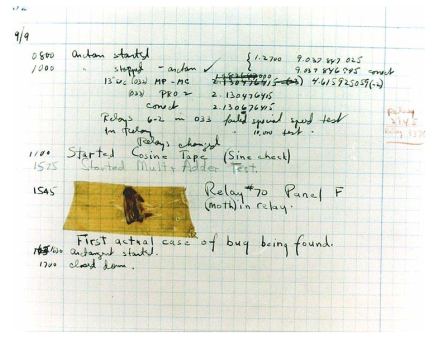 9/9
0800 antan started
1000 " stopped - antan ✓ { 1.2700 9.037 847 025
9.037 846 995 correct
13"uc (032) MP-MC 4.615925059(-2)
(033) PRO 2 2.130476415
correct 2.130676415
Relays 6-2 in 033 failed special speed test
in relay " 10,000 test "
Relays changed
1100 Started Cosine Tape (Sine check)
1525 Started Multi Adder Test.
1545 Relay #70 Panel F
(moth) in relay.
First actual case of bug being found.
1630 antangent started.
1700 closed down.
Relay